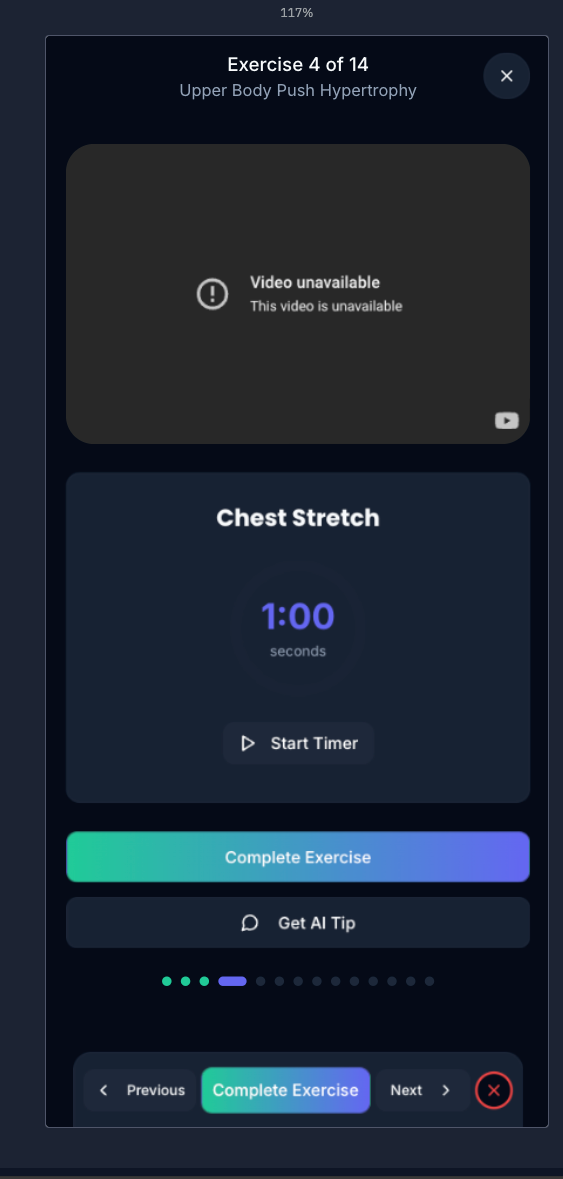 117%
Exercise 4 of 14
Upper Body Push Hypertrophy
Video unavailable
This video is unavailable
Chest Stretch
1:00
seconds
Start Timer
Complete Exercise
Get AI Tip
Previous
Complete Exercise
Next